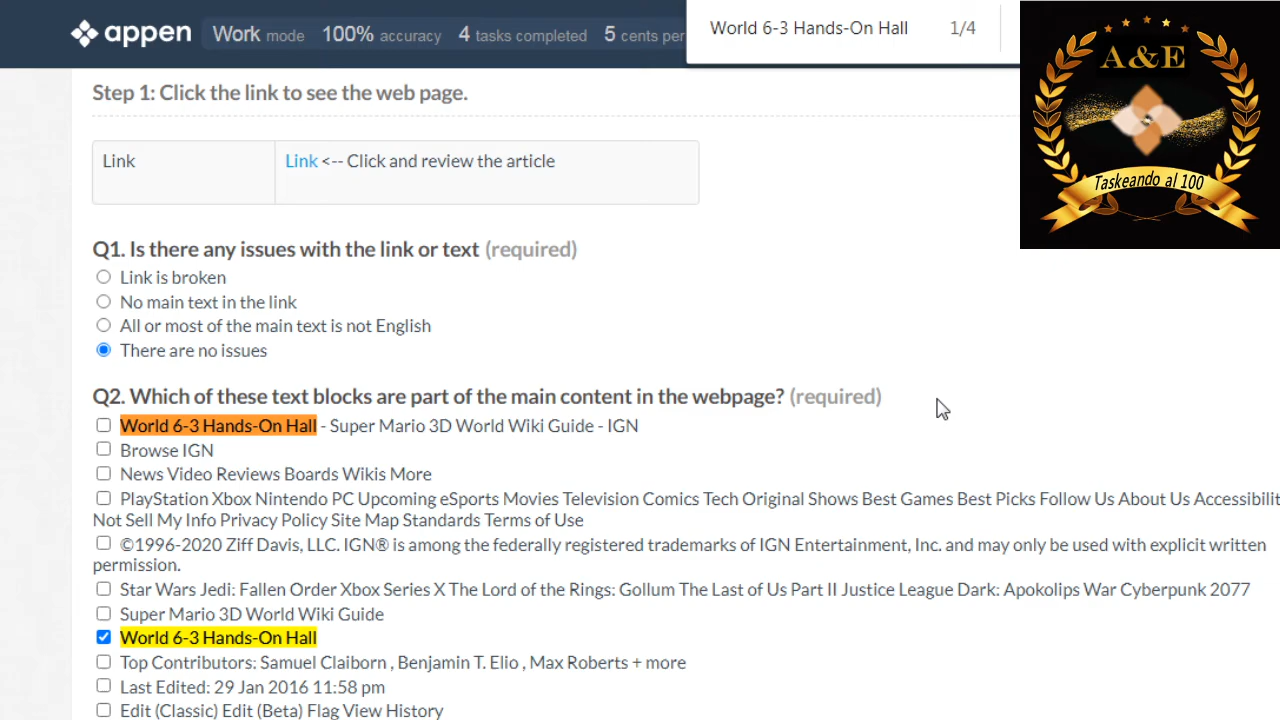 appen Work mode 100% accuracy 4 tasks completed 5 cents per
World 6-3 Hands-On Hall 1/4
A&E
Taskeando al 100
Step 1: Click the link to see the web page.
Link Link <-- Click and review the article
Q1. Is there any issues with the link or text (required)
Link is broken
No main text in the link
All or most of the main text is not English
There are no issues
Q2. Which of these text blocks are part of the main content in the webpage? (required)
World 6-3 Hands-On Hall - Super Mario 3D World Wiki Guide - IGN
Browse IGN
News Video Reviews Boards Wikis More
PlayStation Xbox Nintendo PC Upcoming eSports Movies Television Comics Tech Original Shows Best Games Best Picks Follow Us About Us Accessibilit
Not Sell My Info Privacy Policy Site Map Standards Terms of Use
©1996-2020 Ziff Davis, LLC. IGN® is among the federally registered trademarks of IGN Entertainment, Inc. and may only be used with explicit written
permission.
Star Wars Jedi: Fallen Order Xbox Series X The Lord of the Rings: Gollum The Last of Us Part II Justice League Dark: Apokolips War Cyberpunk 2077
Super Mario 3D World Wiki Guide
World 6-3 Hands-On Hall
Top Contributors: Samuel Claiborn , Benjamin T. Elio , Max Roberts + more
Last Edited: 29 Jan 2016 11:58 pm
Edit (Classic) Edit (Beta) Flag View History